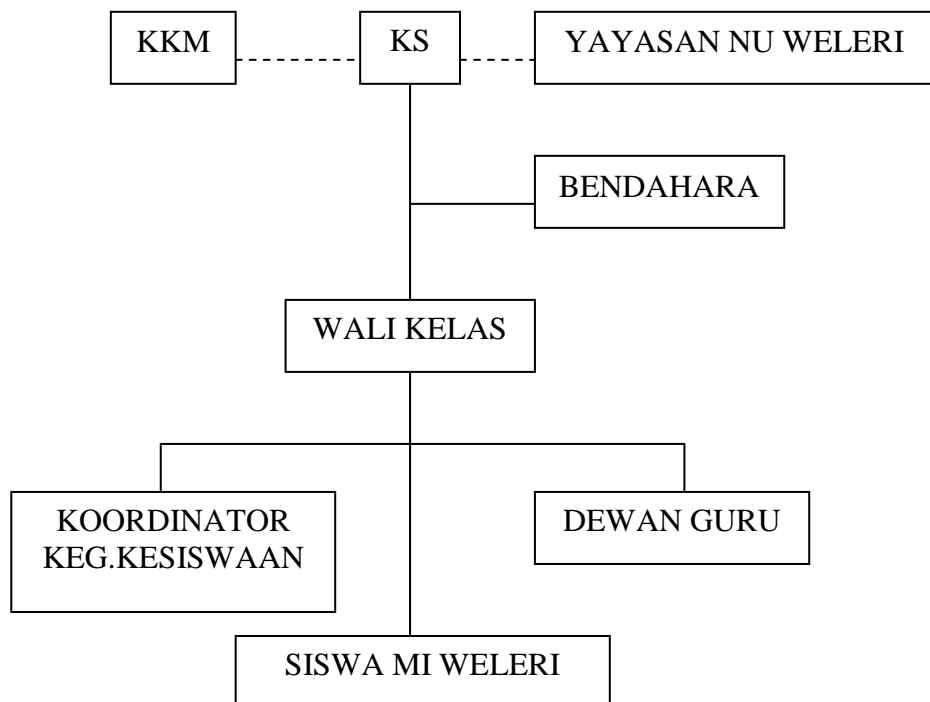 KKM
KS
YAYASAN NU WELERI
BENDAHARA
WALI KELAS
KOORDINATOR
KEG.KESISWAAN
DEWAN GURU
SISWA MI WELERI